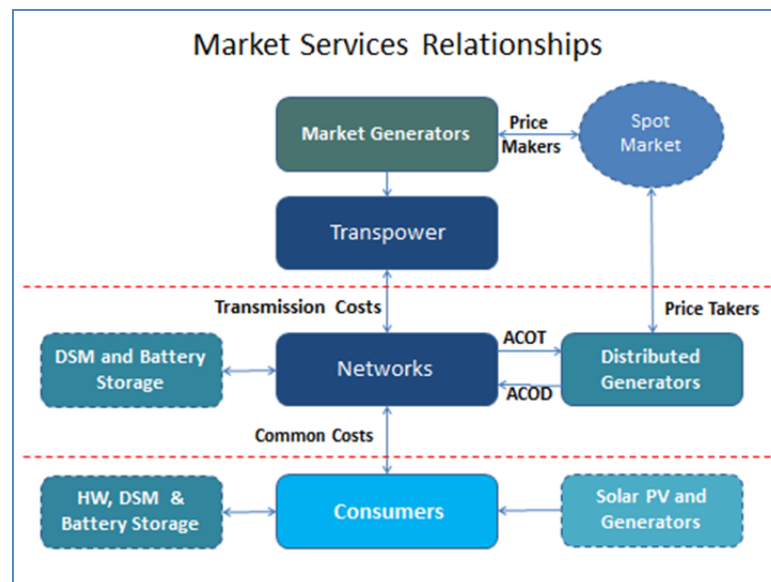 Market Services Relationships
Market Generators
Price
Makers
Spot
Market
Transpower
Transmission Costs
Price Takers
DSM and Battery
Storage
Networks
ACOT
ACOD
Distributed
Generators
Common Costs
HW, DSM &
Battery Storage
Consumers
Solar PV and
Generators